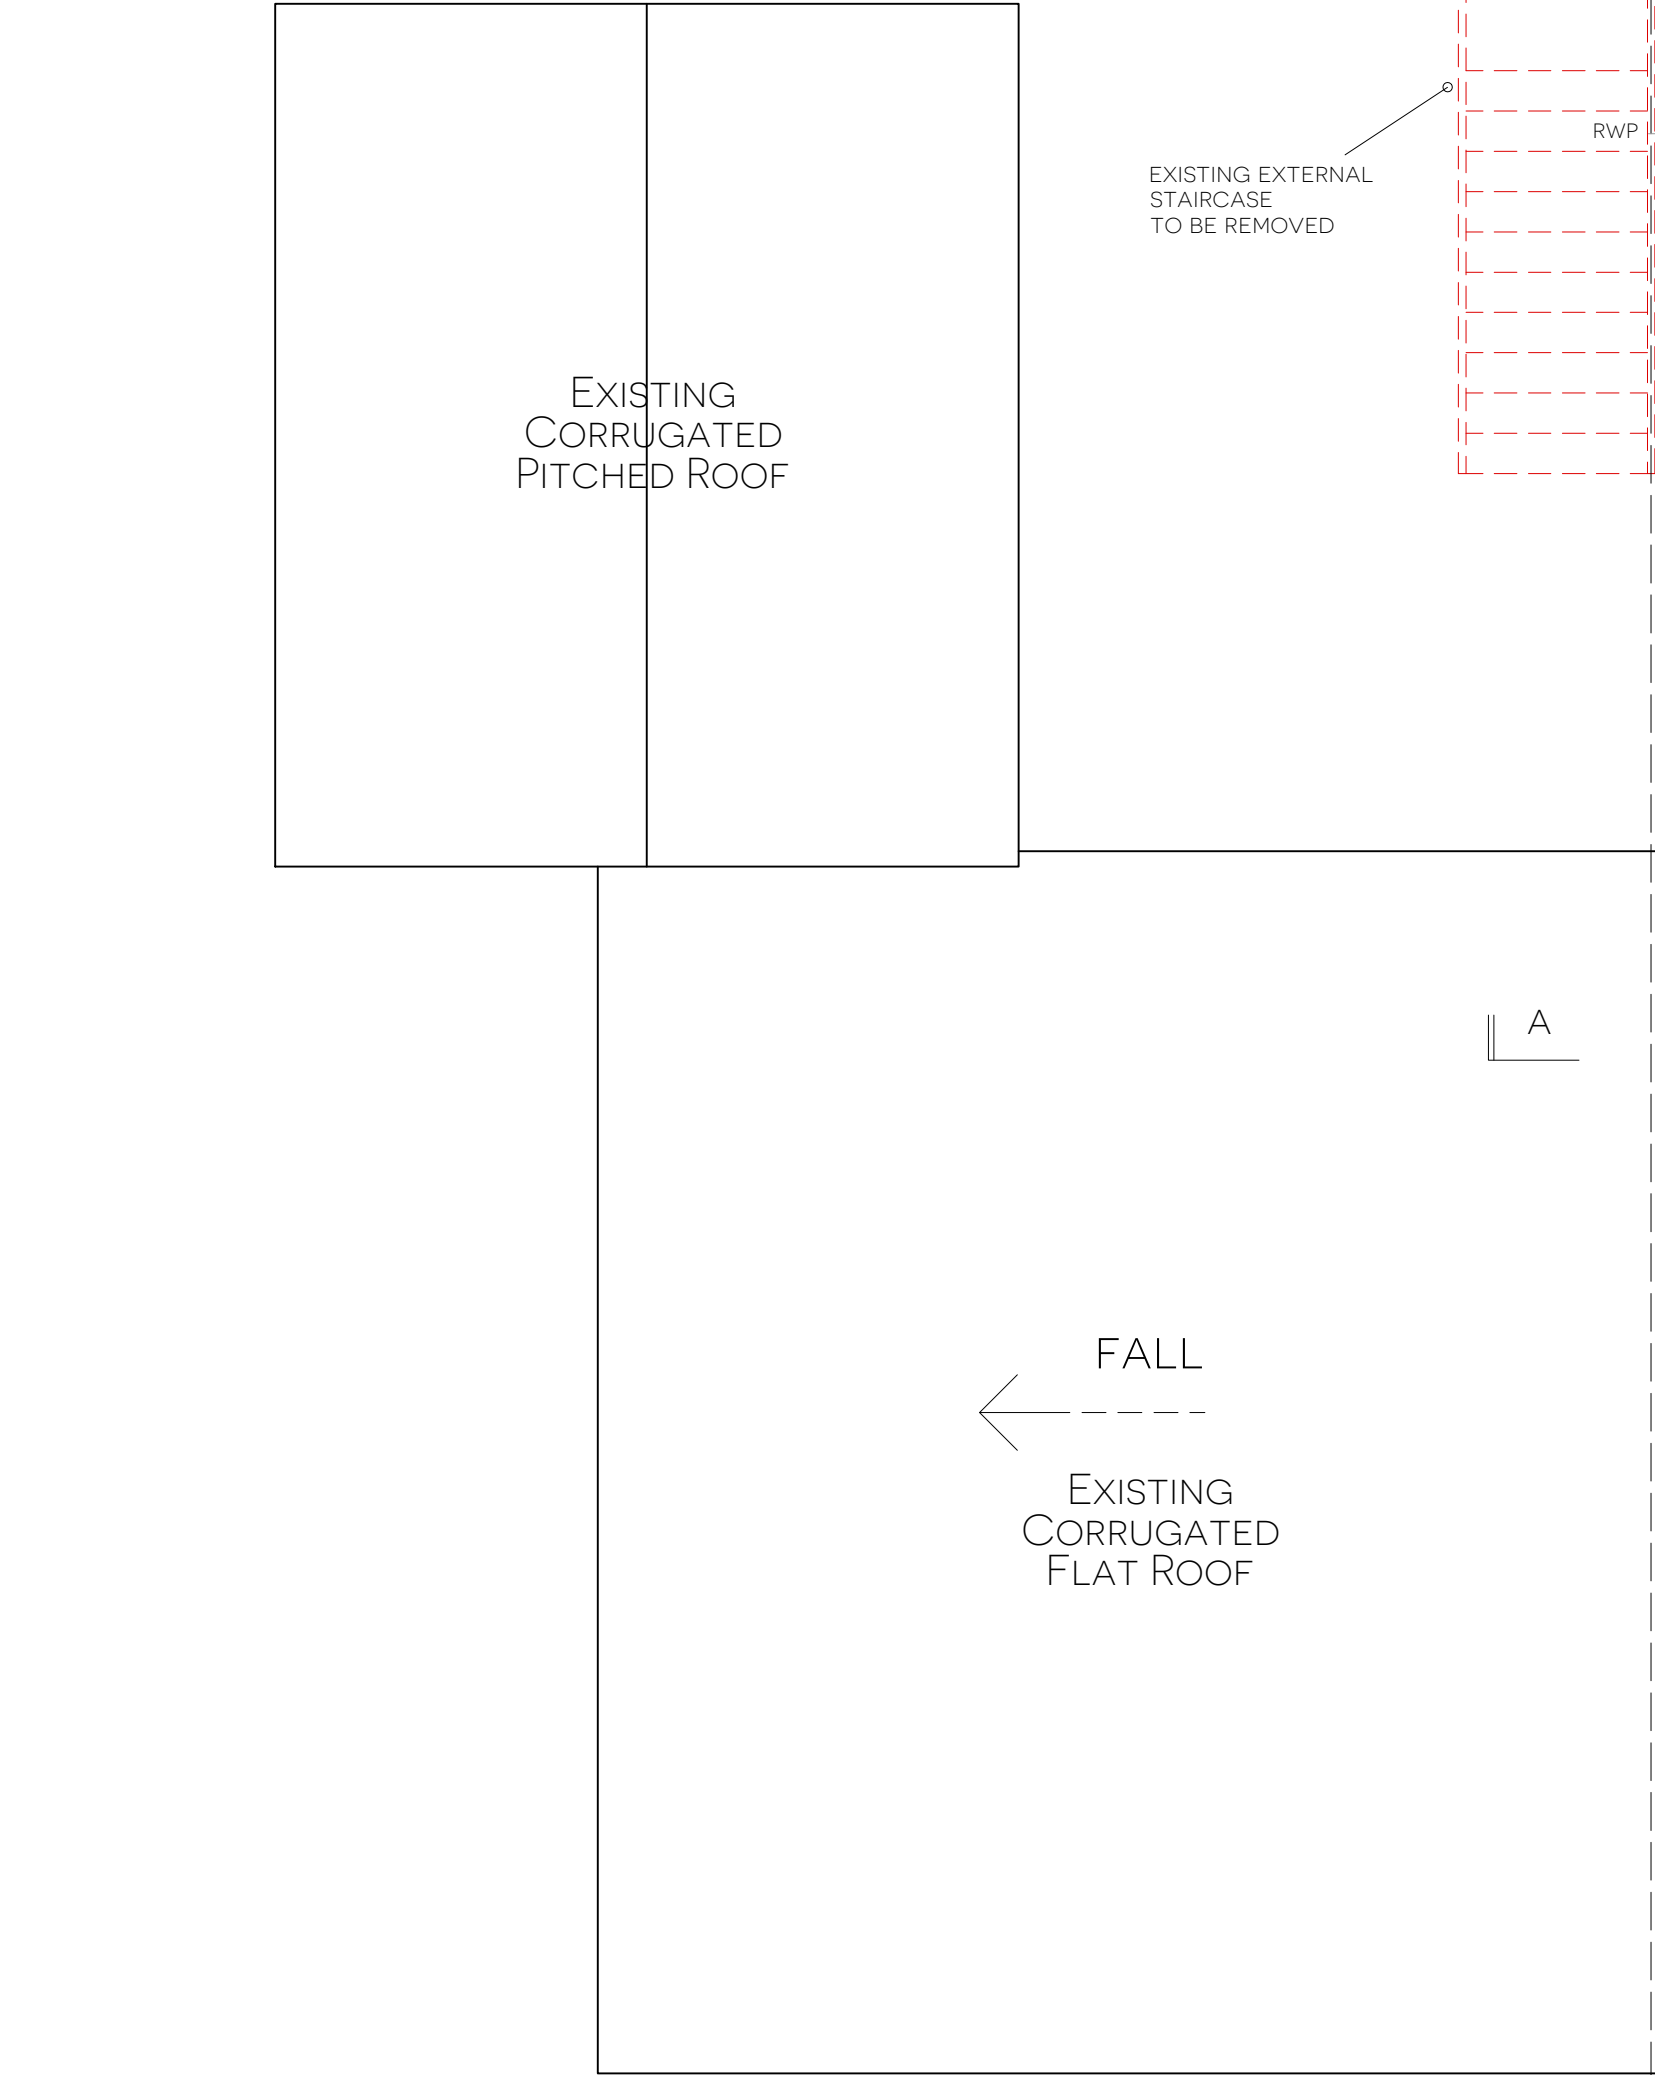 RWP
EXISTING EXTERNAL
STAIRCASE
TO BE REMOVED
EXISTING
CORRUGATED
PITCHED ROOF
A
FALL
EXISTING
CORRUGATED
FLAT ROOF